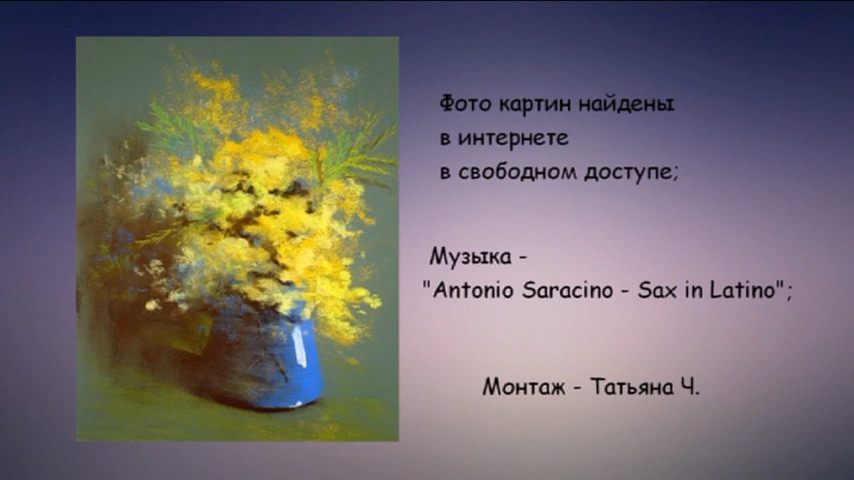 Фото картин найдены
в интернете
в свободном доступе;
Музыка -
"Antonio Saracino - Sax in Latino";
Монтаж - Татьяна Ч.